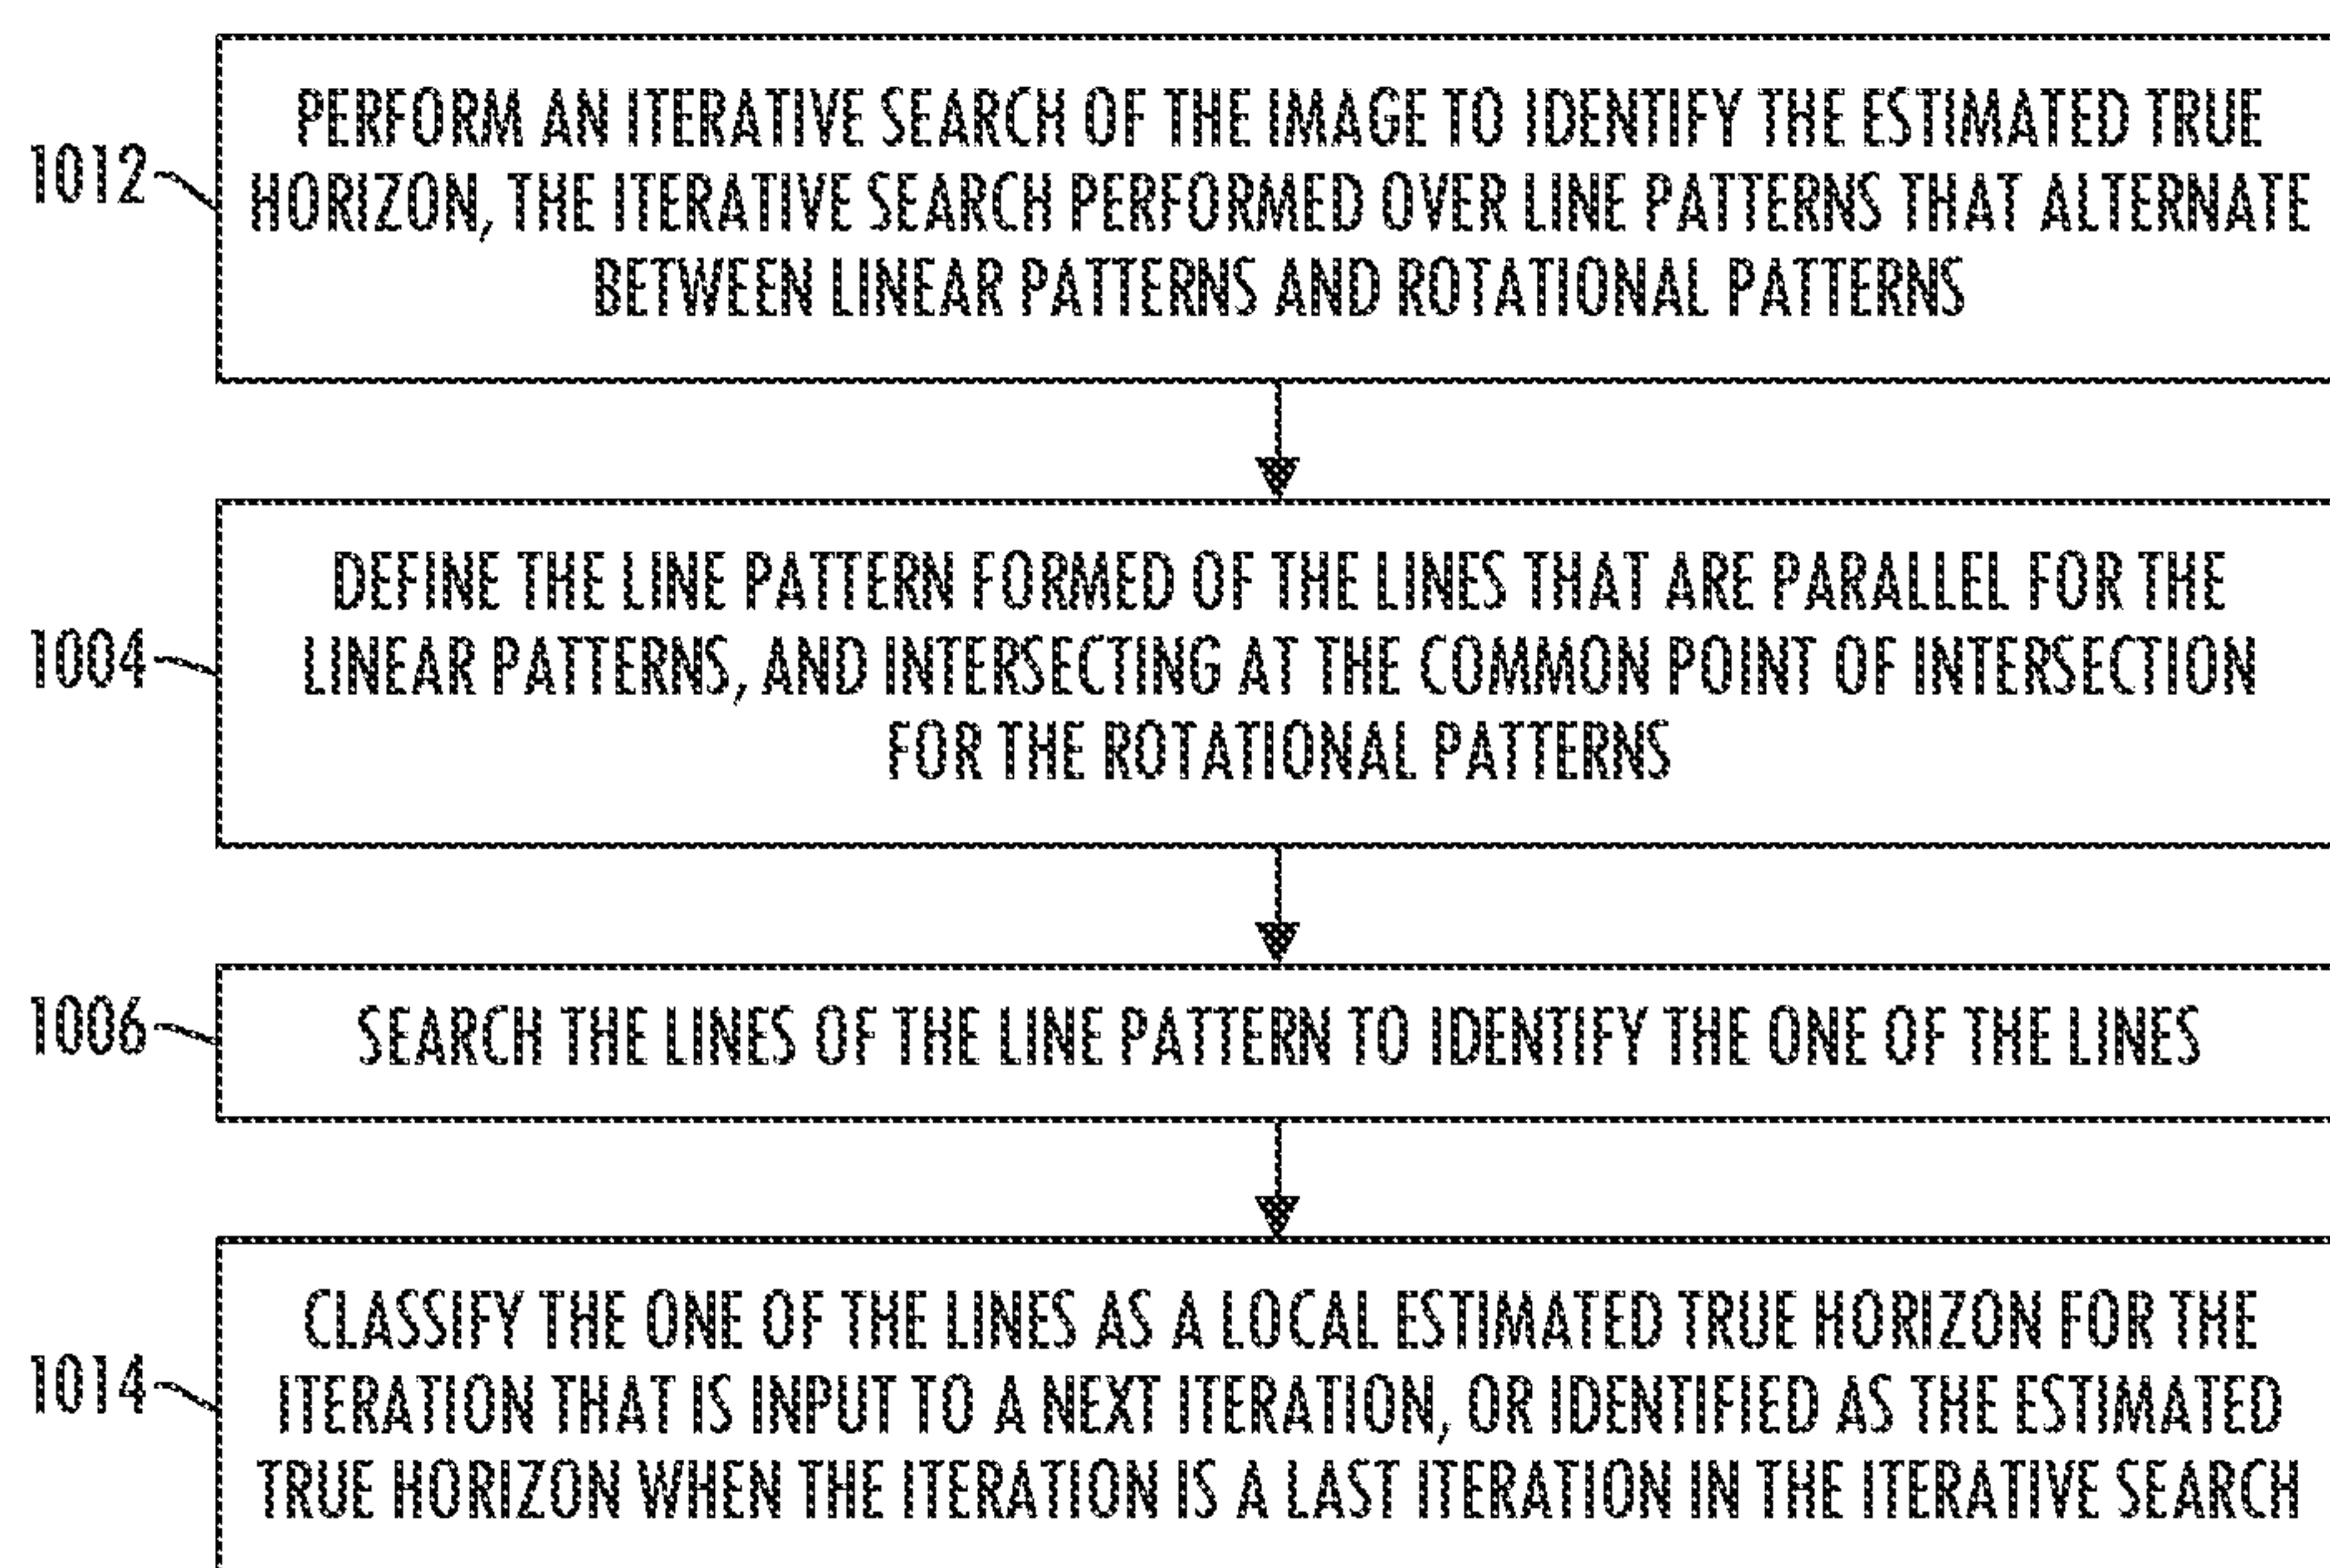 PERFORM AN ITERATIVE SEARCH OF THE IMAGE TO IDENTIFY THE ESTIMATED TRUE
1012
HORIZON, THE ITERATIVE SEARCH PERFORMED OVER LINE PATTERNS THAT ALTERNATE
BETWEEN LINEAR PATTERNS AND ROTATIONAL PATTERNS
DEFINE THE LINE PATTERN FORMED OF THE LINES THAT ARE PARALLEL FOR THE
1004
LINEAR PATTERNS, AND INTERSECTING AT THE COMMON POINT OF INTERSECTION
FOR THE ROTATIONAL PATTERNS
1006
SEARCH THE LINES OF THE LINE PATTERN TO IDENTIFY THE ONE OF THE LINES
CLASSIFY THE ONE OF THE LINES AS A LOCAL ESTIMATED TRUE HORIZON FOR THE
1014
ITERATION THAT IS INPUT TO A NEXT ITERATION, OR IDENTIFIED AS THE ESTIMATED
TRUE HORIZON WHEN THE ITERATION IS A LAST ITERATION IN THE ITERATIVE SEARCH